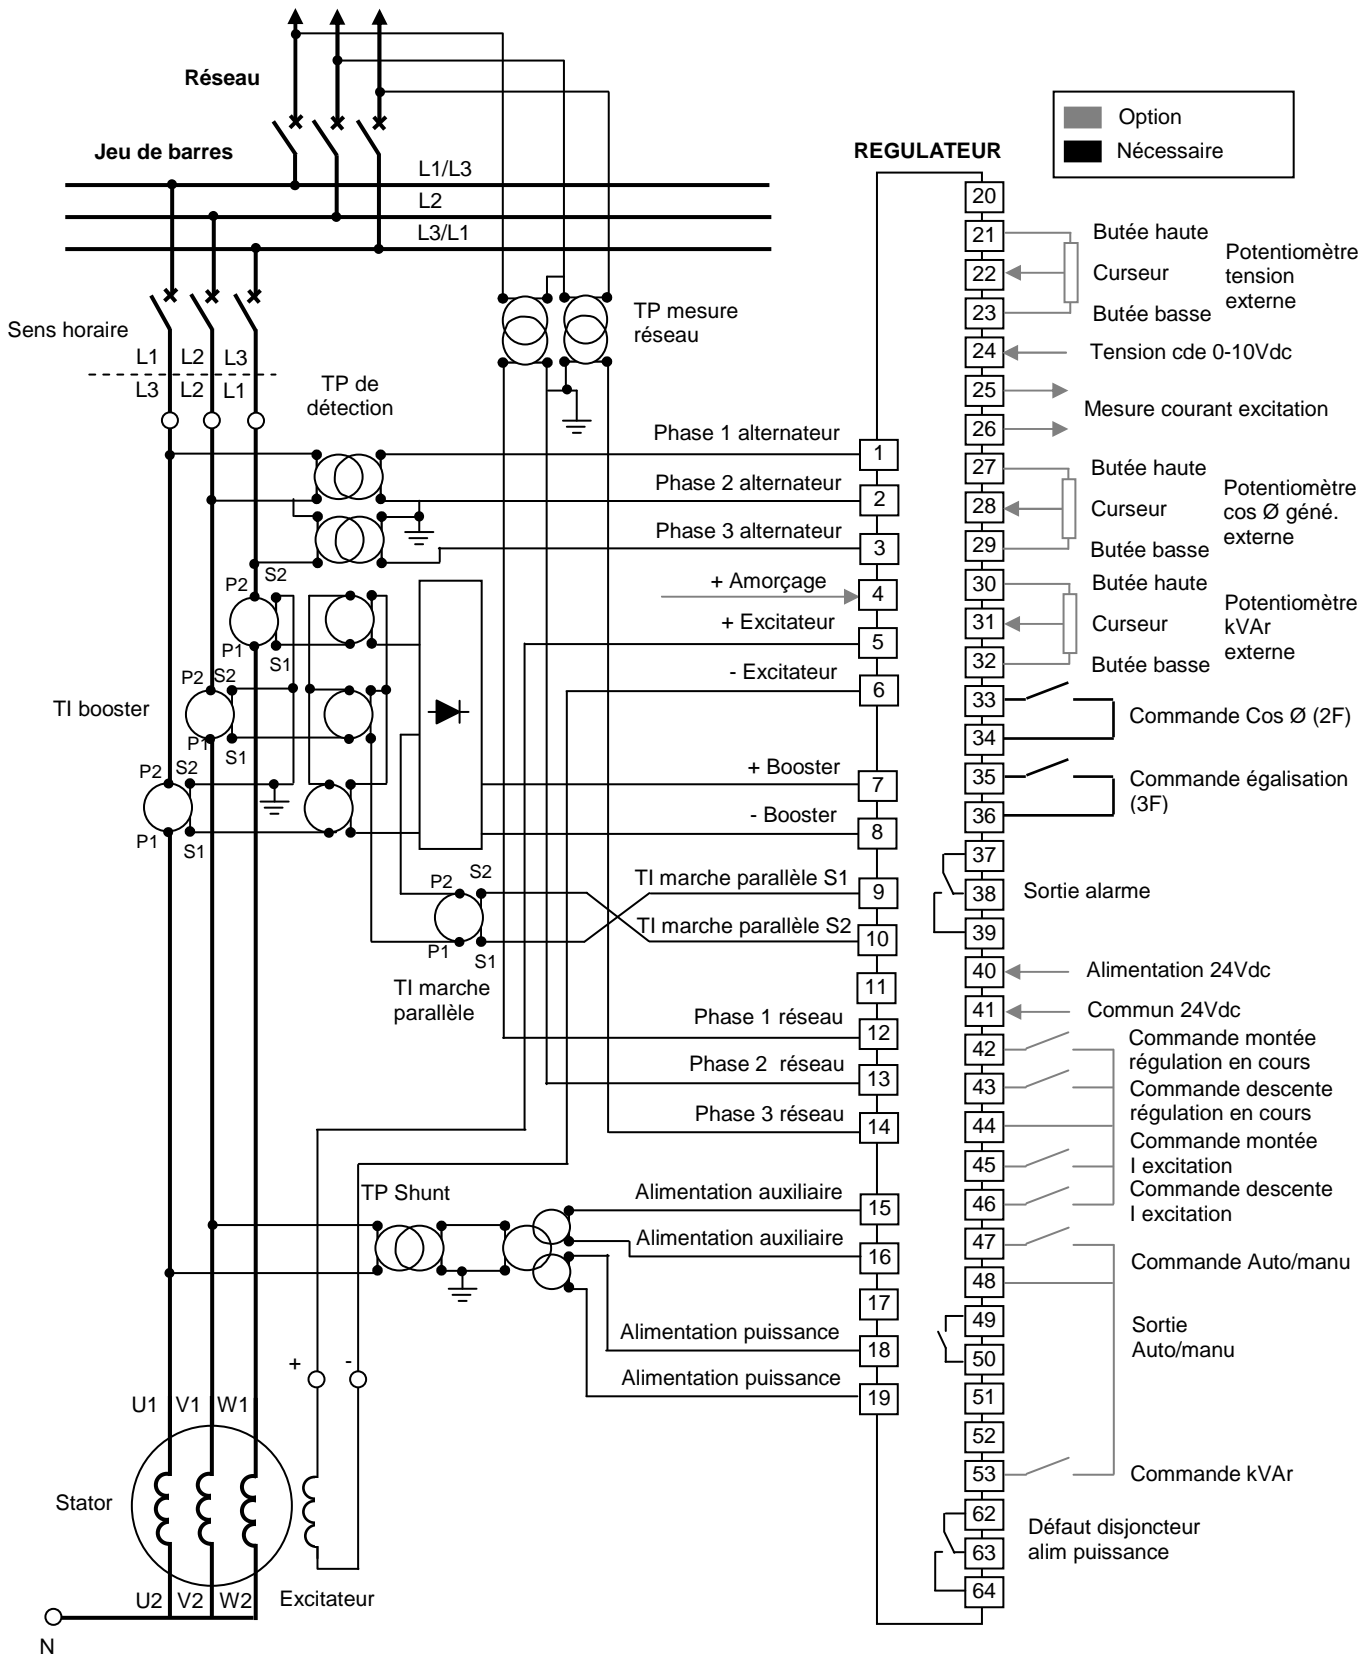 Réseau
Jeu de barres
L1/L3
L2
L3/L1
Sens horaire
L1 L2 L3
L3 L2 L1
TP de
détection
TP mesure
réseau
P2 S2
P1 S1
P2 S2
P1 S1
P2 S2
P1 S1
TI booster
P2 S2
P1 S1
TI marche
parallèle
TP Shunt
+ -
U1 V1 W1
Stator
U2 V2 W2
Excitateur
N
REGULATEUR
Phase 1 alternateur 1
Phase 2 alternateur 2
Phase 3 alternateur 3
+ Amorçage 4
+ Excitateur 5
- Excitateur 6
+ Booster 7
- Booster 8
TI marche parallèle S1 9
TI marche parallèle S2 10
11
Phase 1 réseau 12
Phase 2 réseau 13
Phase 3 réseau 14
Alimentation auxiliaire 15
Alimentation auxiliaire 16
17
Alimentation puissance 18
Alimentation puissance 19
Option
Nécessaire
20
21 Butée haute
22 Curseur
23 Butée basse
Potentiomètre
tension
externe
24 Tension cde 0-10Vdc
25
26
Mesure courant excitation
27 Butée haute
28 Curseur
29 Butée basse
Potentiomètre
cos Ø géné.
externe
30 Butée haute
31 Curseur
32 Butée basse
Potentiomètre
kVAr
externe
33
34
Commande Cos Ø (2F)
35
36
Commande égalisation
(3F)
37
38
39
Sortie alarme
40 Alimentation 24Vdc
41 Commun 24Vdc
42
Commande montée
régulation en cours
43
Commande descente
régulation en cours
44
45
Commande montée
I excitation
46
Commande descente
I excitation
47
48
Commande Auto/manu
49
50
Sortie
Auto/manu
51
52
53 Commande kVAr
62
63
64
Défaut disjoncteur
alim puissance